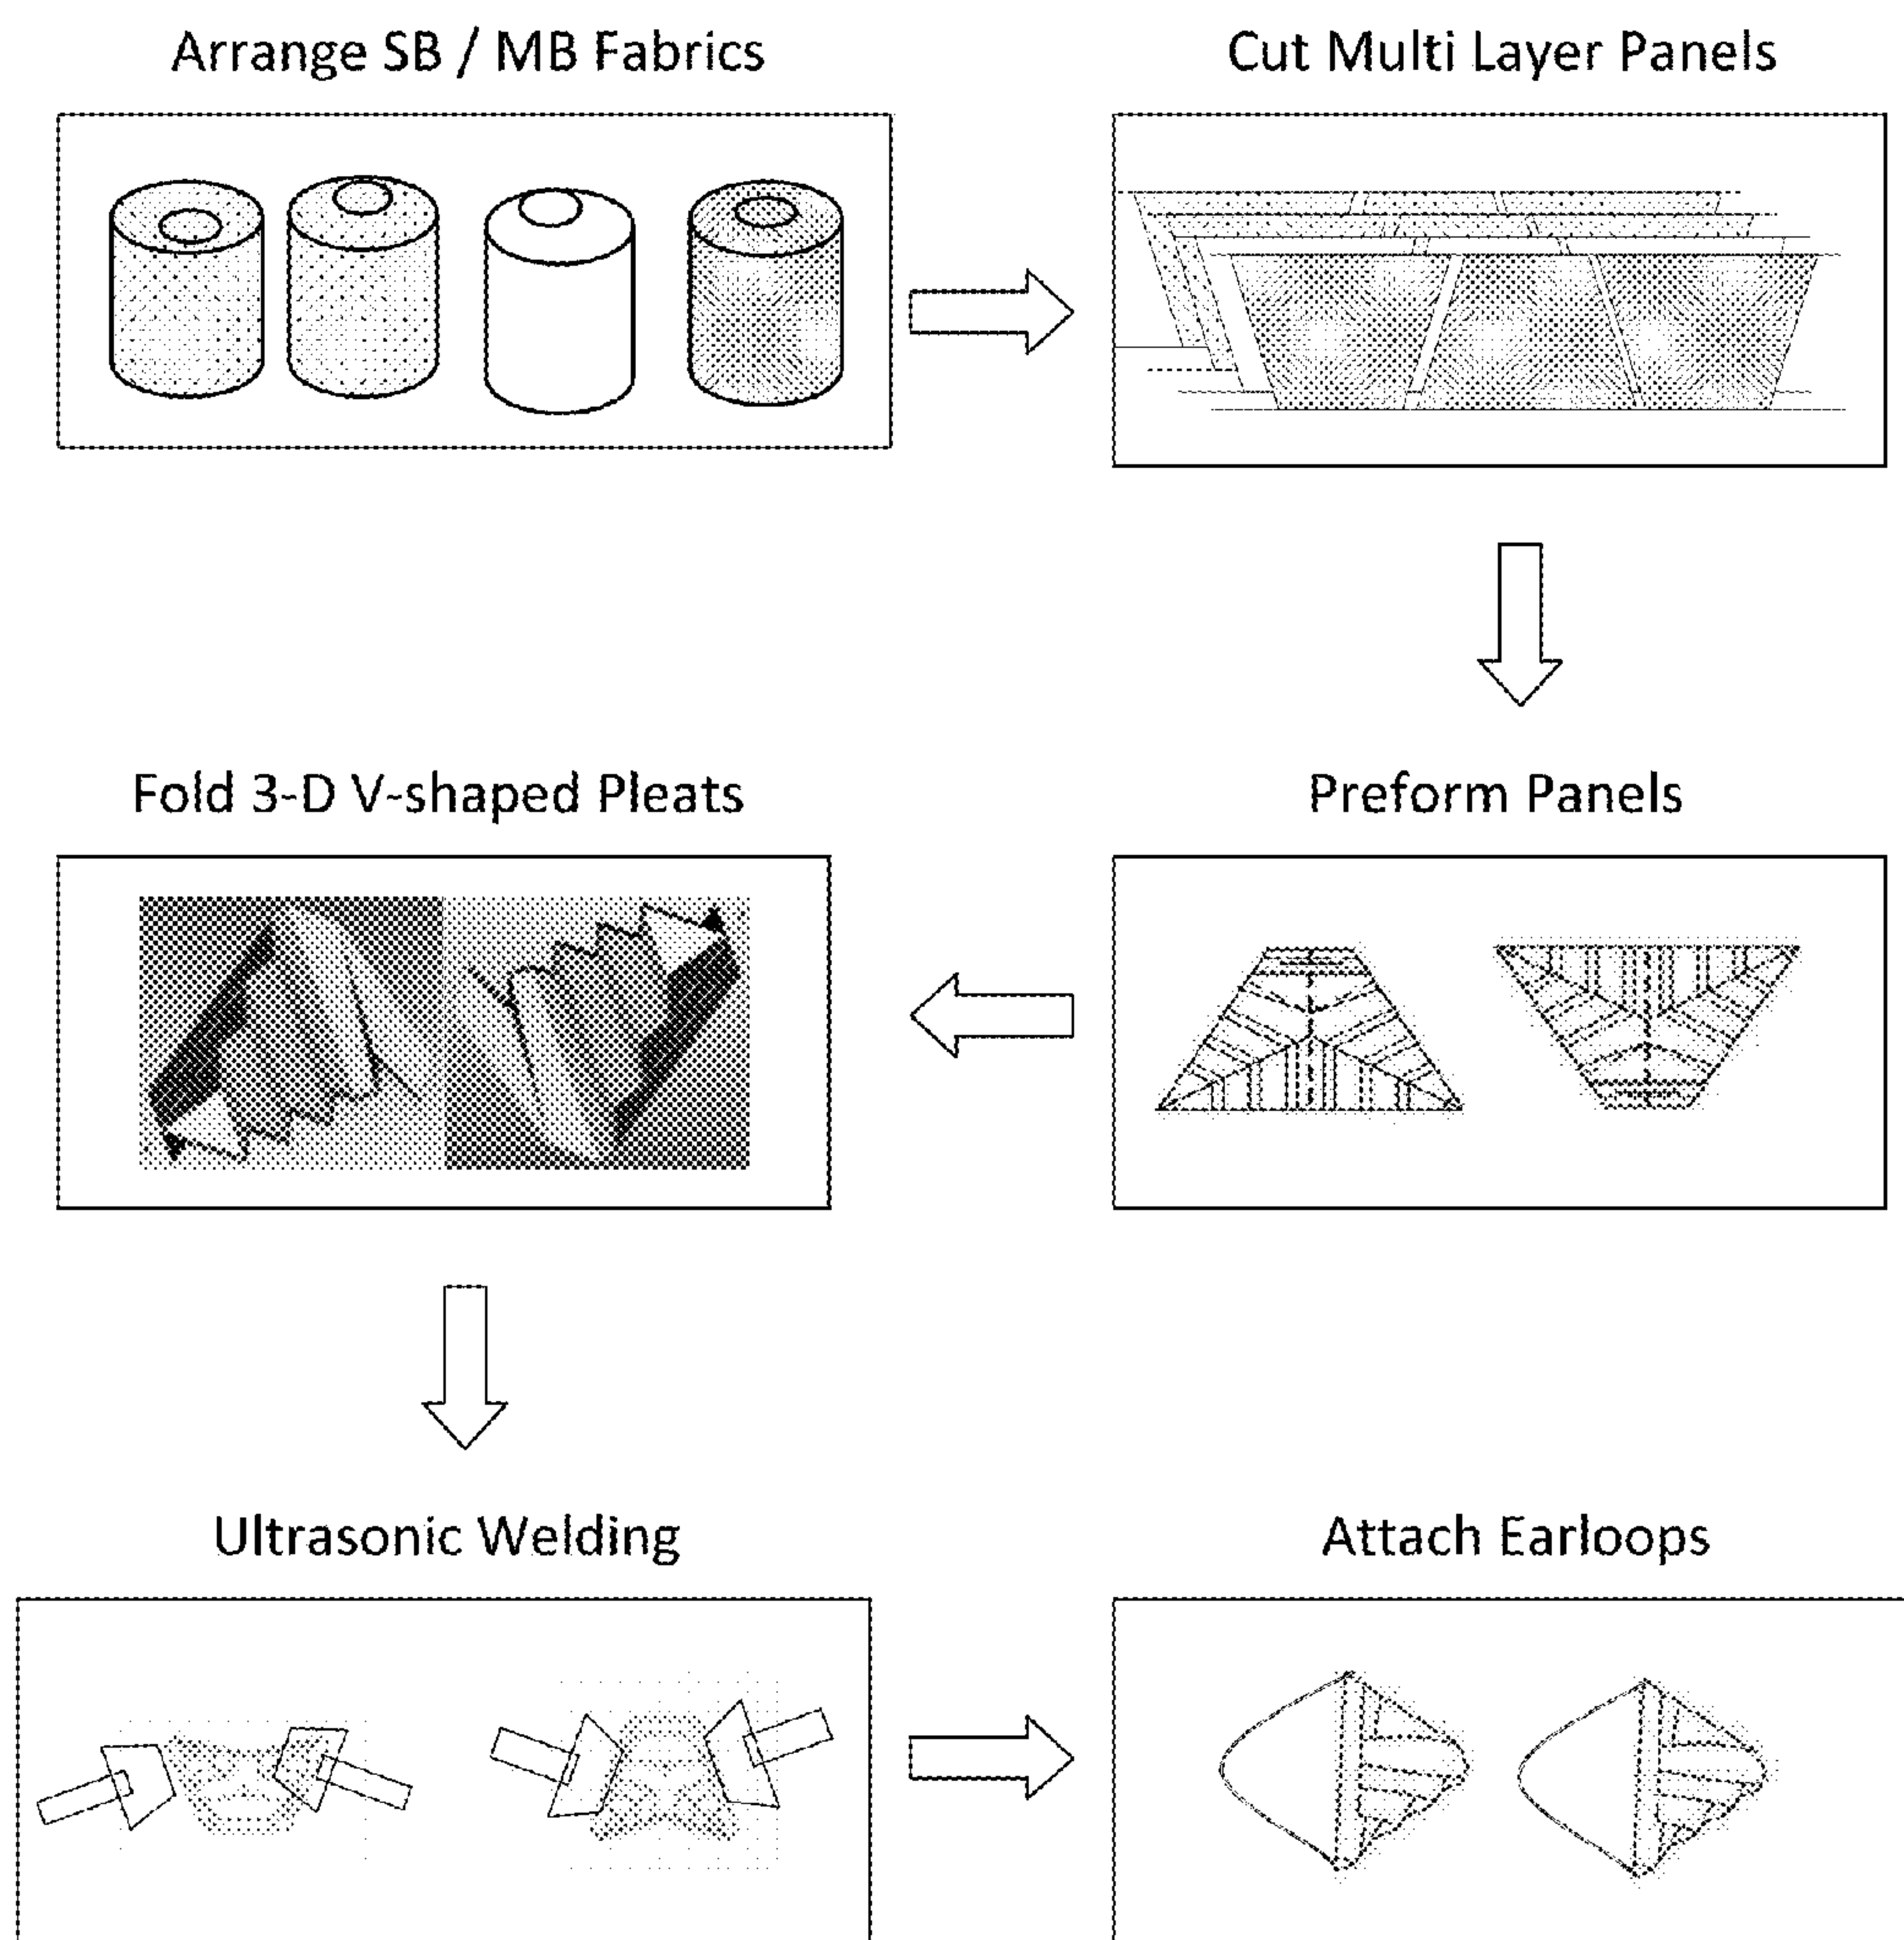 Arrange SB / MB Fabrics
Cut Multi Layer Panels
Fold 3-D V-shaped Pleats
Preform Panels
Ultrasonic Welding
Attach Earloops